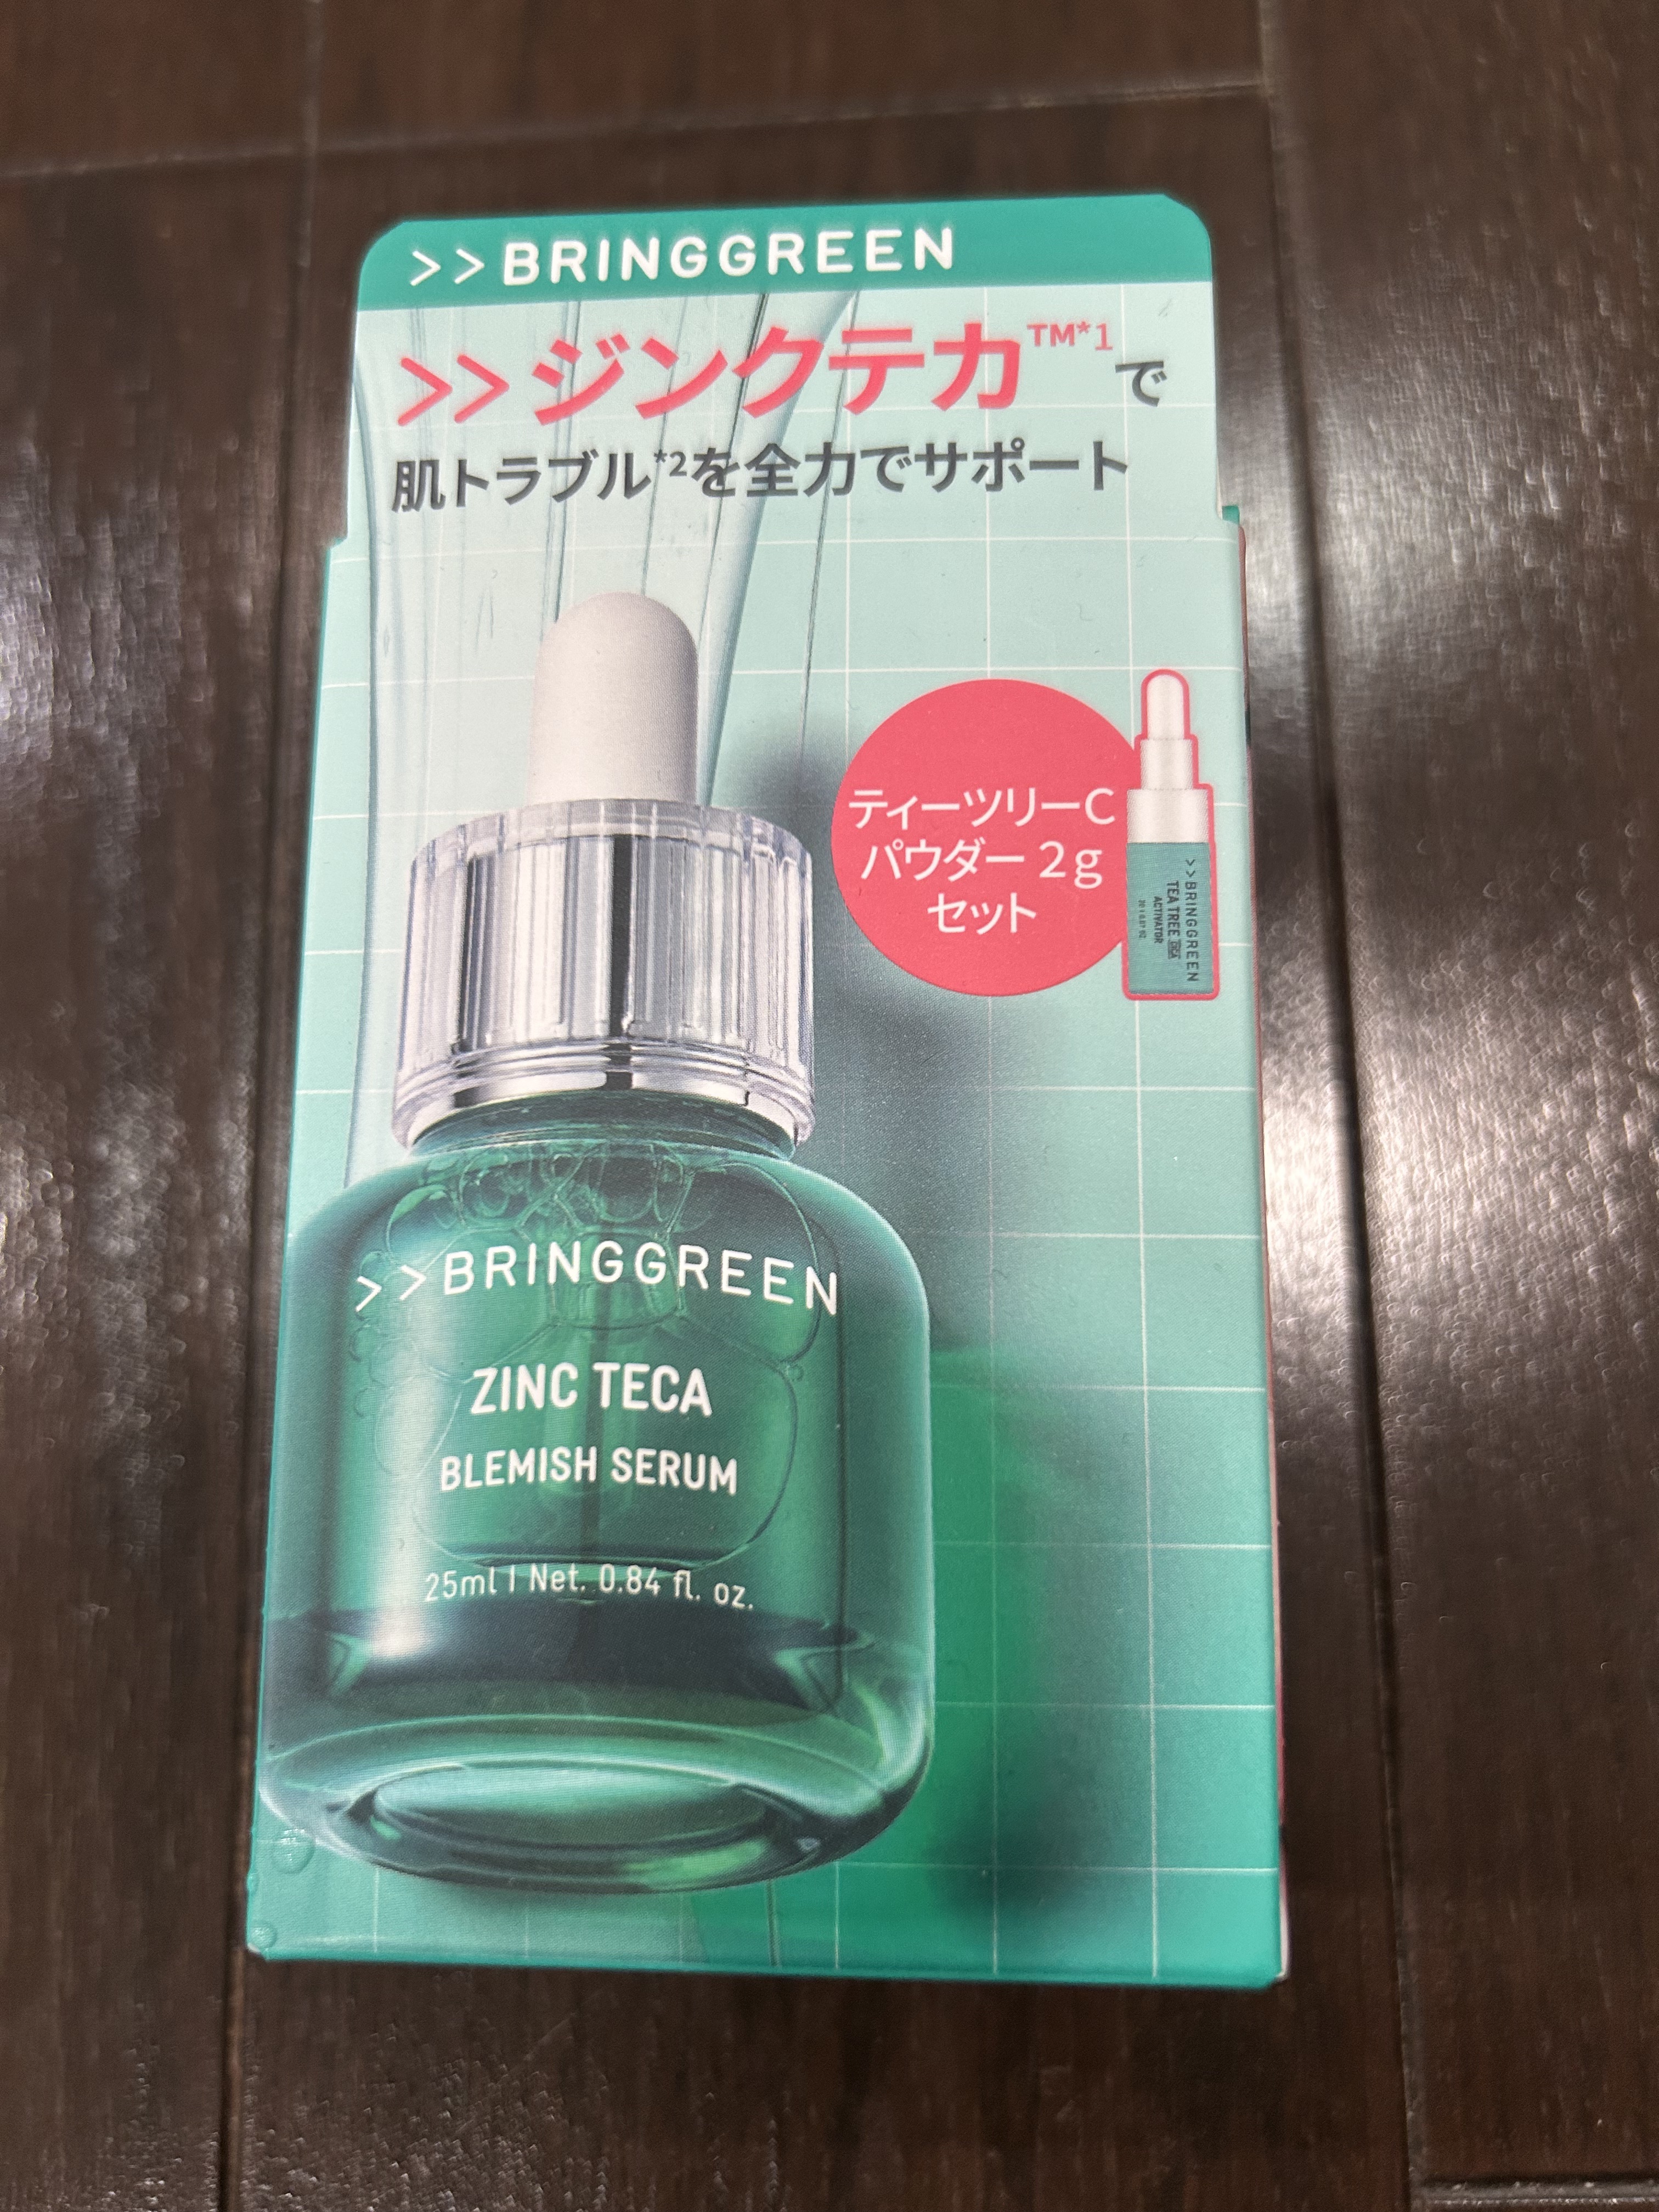 >>BRINGGREEN
>>ジンクテカ™*1で
肌トラブル*2を全力でサポート
ティーツリーC
パウダー 2g
セット
>>BRINGGREEN
TEA TREE CICA
ACTIVATOR
>>BRINGGREEN
ZINC TECA
BLEMISH SERUM
25ml | Net. 0.84 fl. oz.